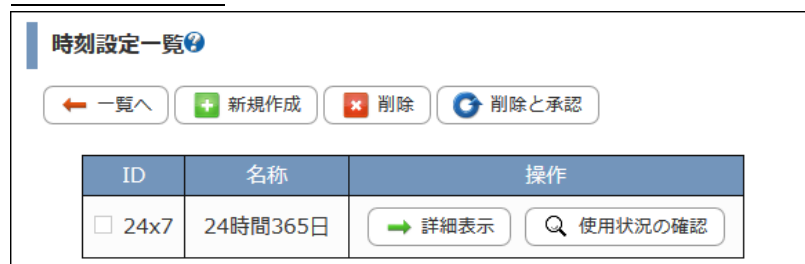 時刻設定一覧
一覧へ 新規作成 削除 削除と承認
ID 名称 操作
24x7 24時間365日 詳細表示 使用状況の確認